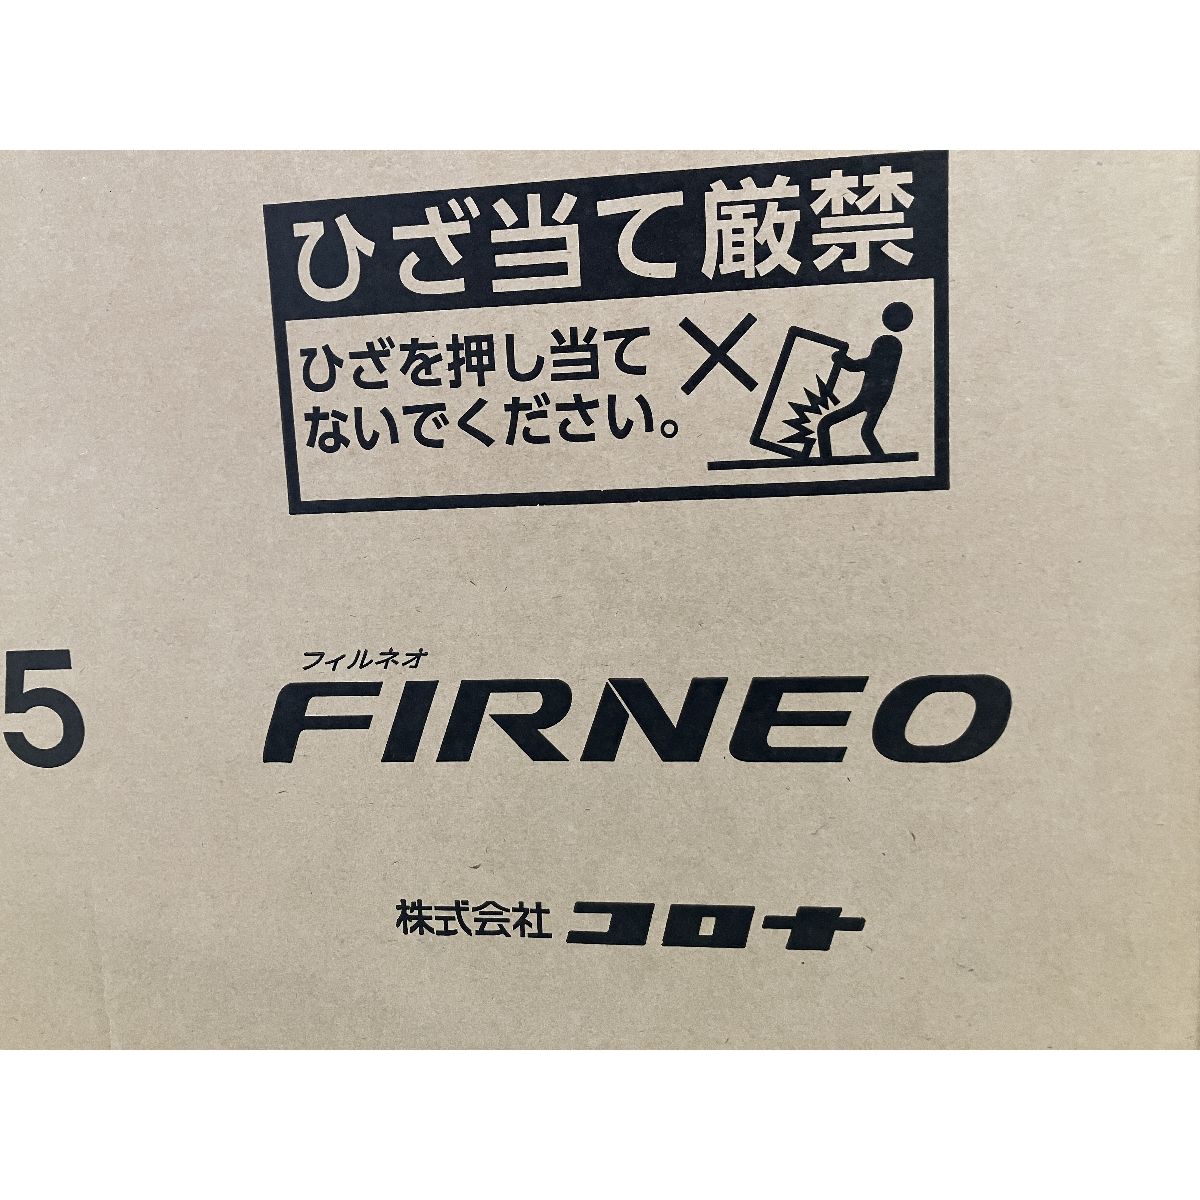 ひざ当て厳禁
ひざを押し当て
ないでください。
5
フィルネオ
FIRNEO
株式会社 コロナ